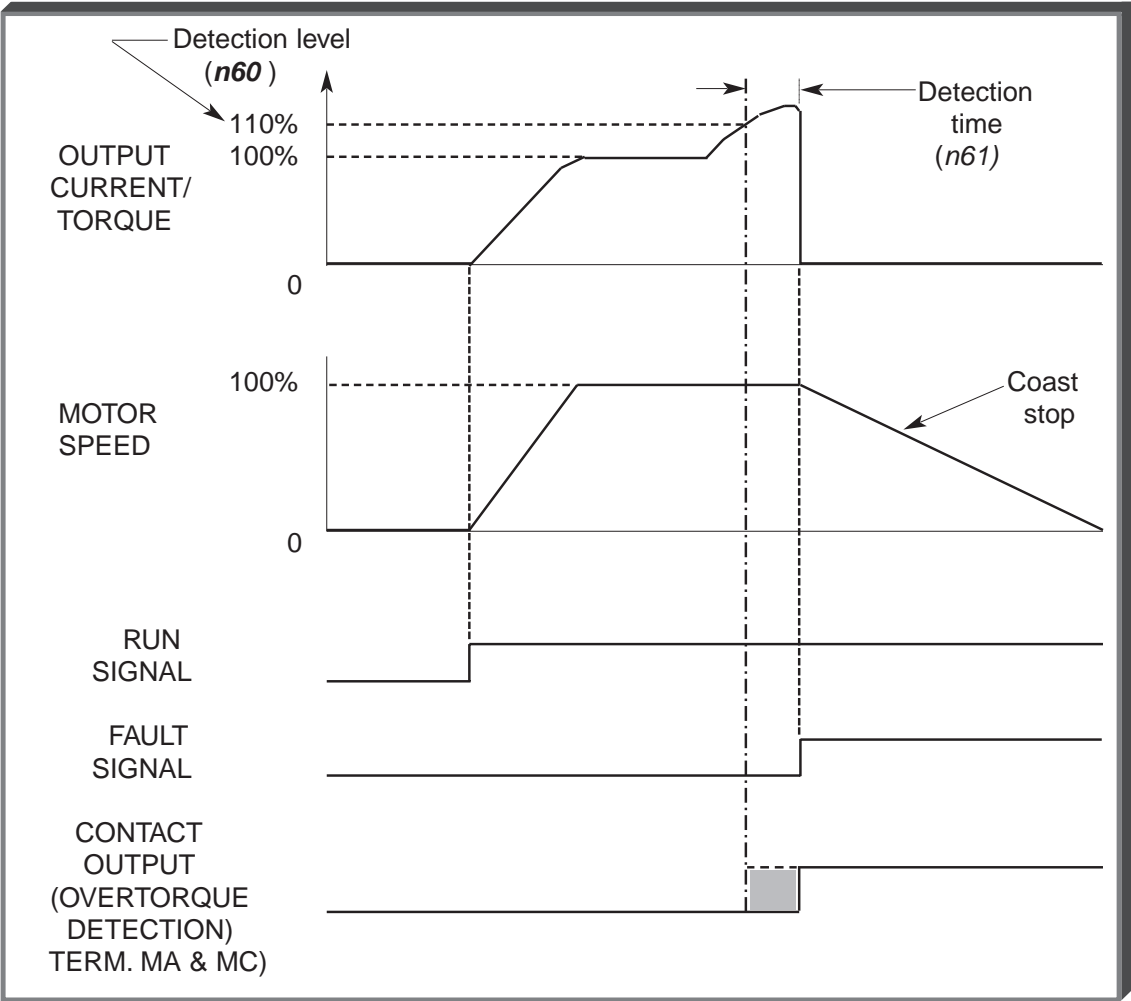 Detection level
(n60 )
110%
100%
OUTPUT
CURRENT/
TORQUE
0
Detection
time
(n61)
100%
MOTOR
SPEED
0
Coast
stop
RUN
SIGNAL
FAULT
SIGNAL
CONTACT
OUTPUT
(OVERTORQUE
DETECTION)
TERM. MA & MC)